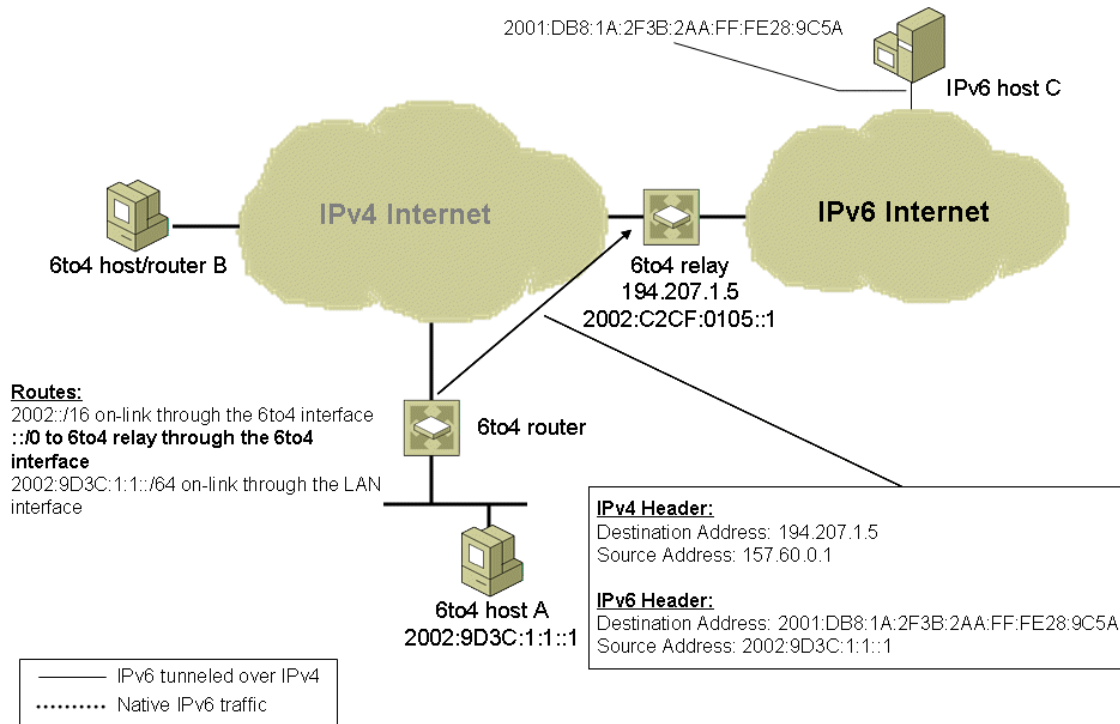 2001:DB8:1A:2F3B:2AA:FF:FE28:9C5A
IPv6 host C
IPv4 Internet
IPv6 Internet
6to4 host/router B
6to4 relay
194.207.1.5
2002:C2CF:0105::1
Routes:
2002::/16 on-link through the 6to4 interface
::/0 to 6to4 relay through the 6to4
interface
2002:9D3C:1:1::/64 on-link through the LAN
interface
6to4 router
6to4 host A
2002:9D3C:1:1::1
IPv4 Header:
Destination Address: 194.207.1.5
Source Address: 157.60.0.1
IPv6 Header:
Destination Address: 2001:DB8:1A:2F3B:2AA:FF:FE28:9C5A
Source Address: 2002:9D3C:1:1::1
IPv6 tunneled over IPv4
Native IPv6 traffic